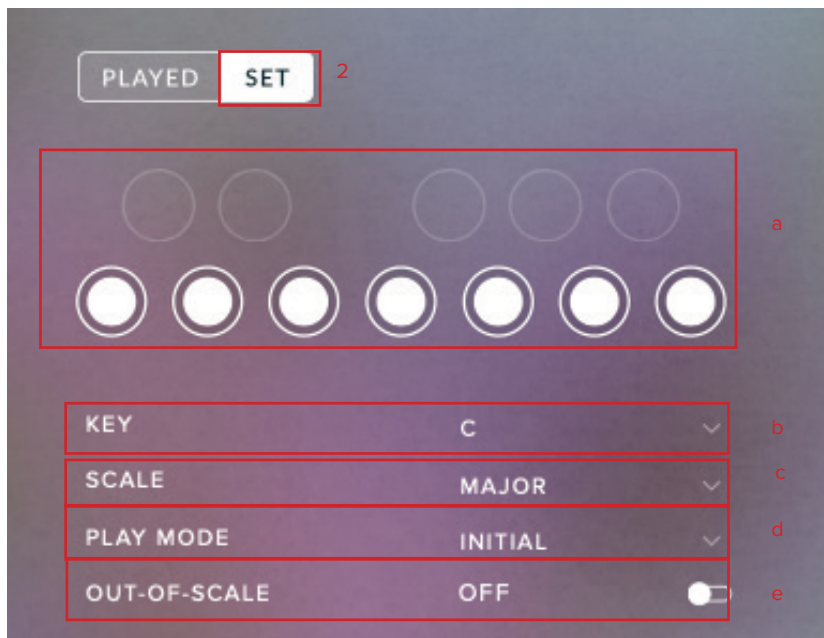 PLAYED SET 2
a
KEY C b
SCALE MAJOR c
PLAY MODE INITIAL d
OUT-OF-SCALE OFF e